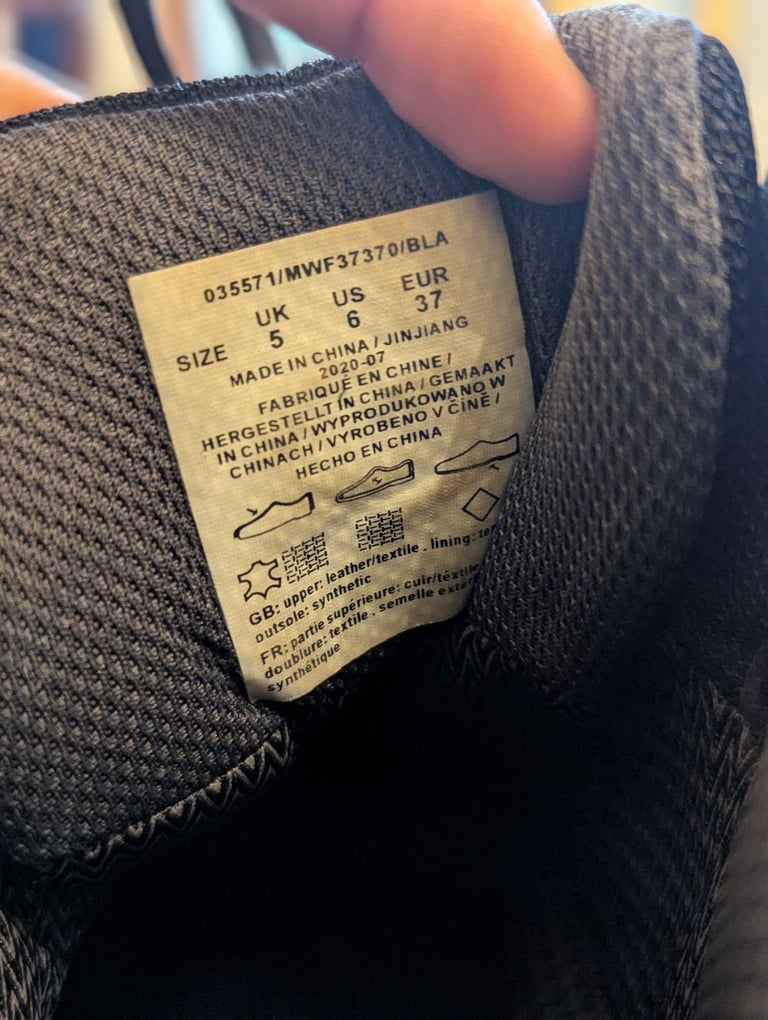 035571/MWF37370/BLA
UK US EUR
SIZE 5 6 37
MADE IN CHINA / JINJIANG
2020-07
FABRIQUÉ EN CHINE /
HERGESTELLT IN CHINA / GEMAAKT
IN CHINA / WYPRODUKOWANO W
CHINACH / VYROBENO V ČÍNĚ /
HECHO EN CHINA
GB: upper: leather/textile . lining:
outsole: synthetic
FR: partie supérieure: cuir/textile
doublure: textile . semelle
synthétique